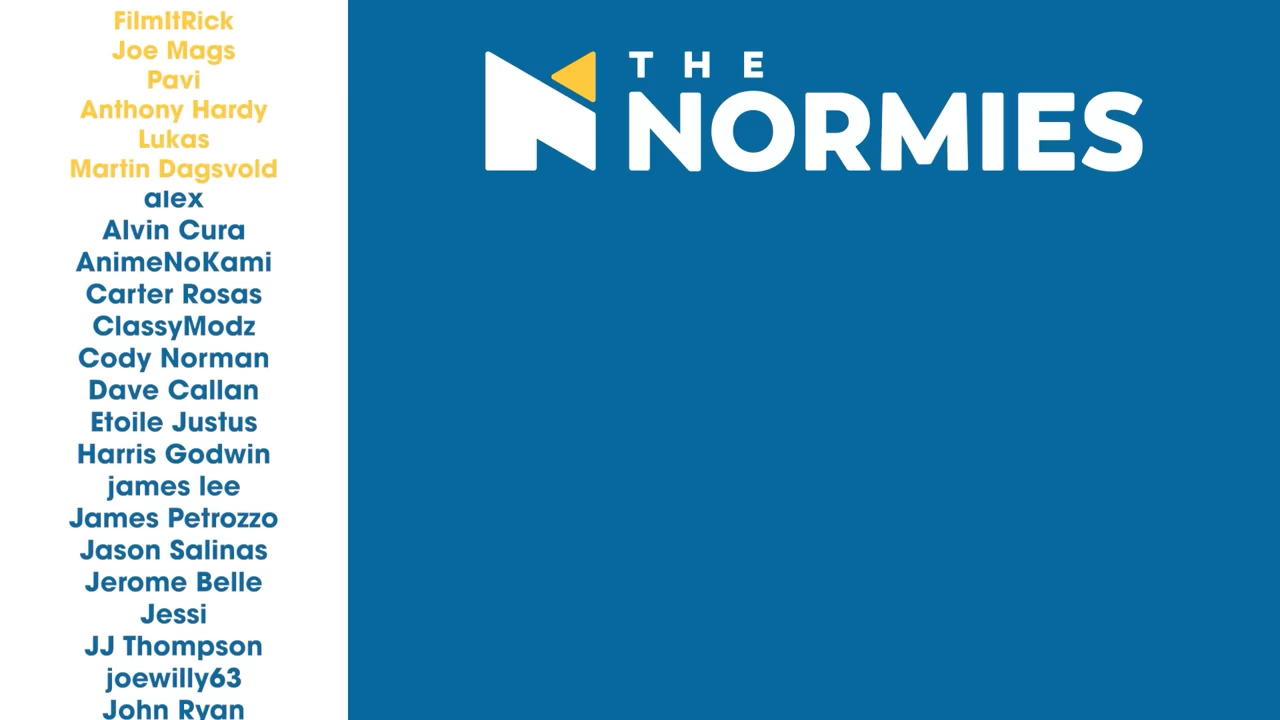 FilmItRick
Joe Mags
Pavi
Anthony Hardy
Lukas
Martin Dagsvold
alex
Alvin Cura
AnimeNoKami
Carter Rosas
ClassyModz
Cody Norman
Dave Callan
Etoile Justus
Harris Godwin
james lee
James Petrozzo
Jason Salinas
Jerome Belle
Jessi
JJ Thompson
joewilly63
John Ryan
THE
NORMIES